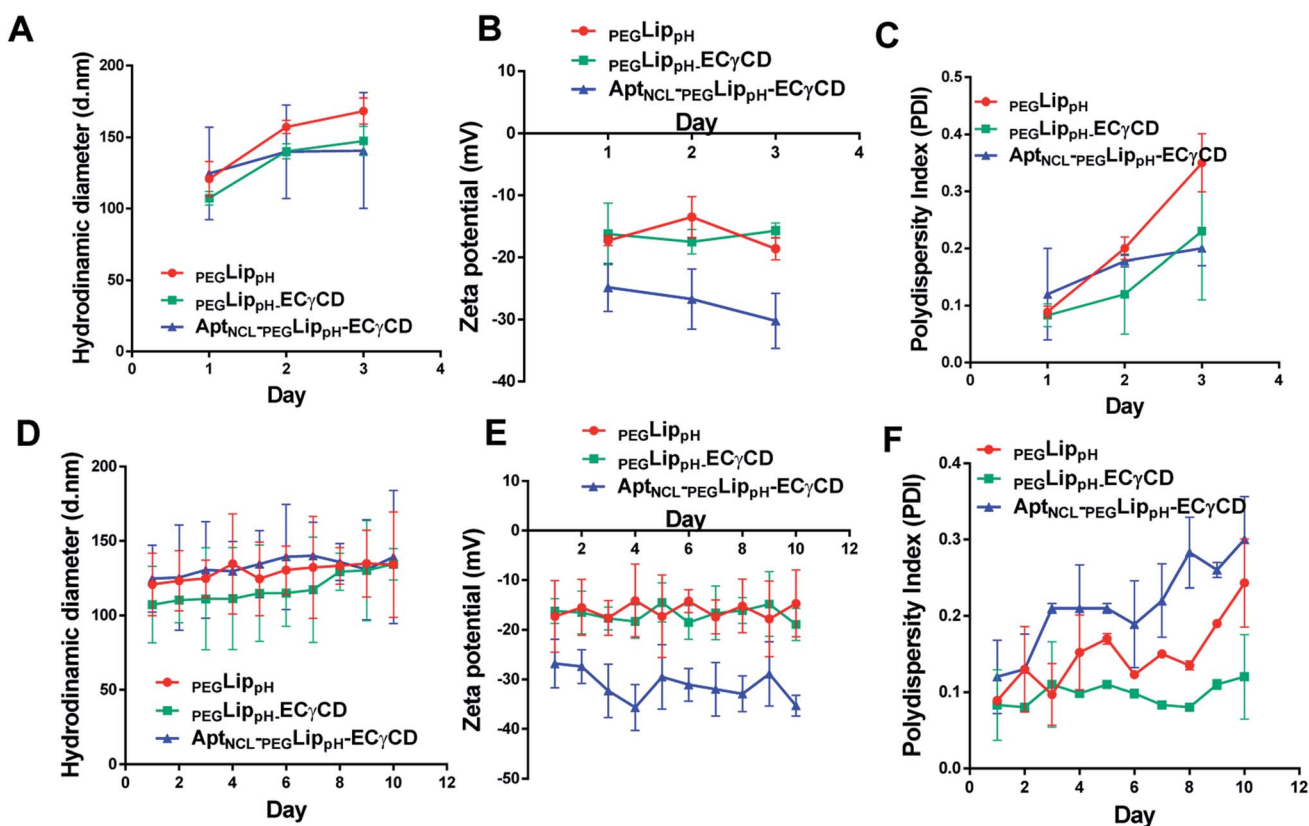 A
Hydrodinamic diameter (d.nm)
200
150
100
50
0
0 1 2 3 4
Day
PEGLippH
PEGLippH-ECγCD
AptNCL-PEGLippH-ECγCD
B
PEGLippH
PEGLippH-ECγCD
AptNCL-PEGLippH-ECγCD
Zeta potential (mV)
10
0
-10
-20
-30
-40
Day
1 2 3 4
C
Polydispersity Index (PDI)
0.5
0.4
0.3
0.2
0.1
0.0
PEGLippH
PEGLippH-ECγCD
AptNCL-PEGLippH-ECγCD
0 1 2 3 4
Day
D
Hydrodinamic diameter (d.nm)
200
150
100
50
0
PEGLippH
PEGLippH-ECγCD
AptNCL-PEGLippH-ECγCD
0 2 4 6 8 10 12
Day
E
PEGLippH
PEGLippH-ECγCD
AptNCL-PEGLippH-ECγCD
Zeta potential (mV)
10
0
-10
-20
-30
-40
-50
Day
2 4 6 8 10 12
F
PEGLippH
PEGLippH-ECγCD
AptNCL-PEGLippH-ECγCD
Polydispersity Index (PDI)
0.4
0.3
0.2
0.1
0.0
0 2 4 6 8 10 12
Day